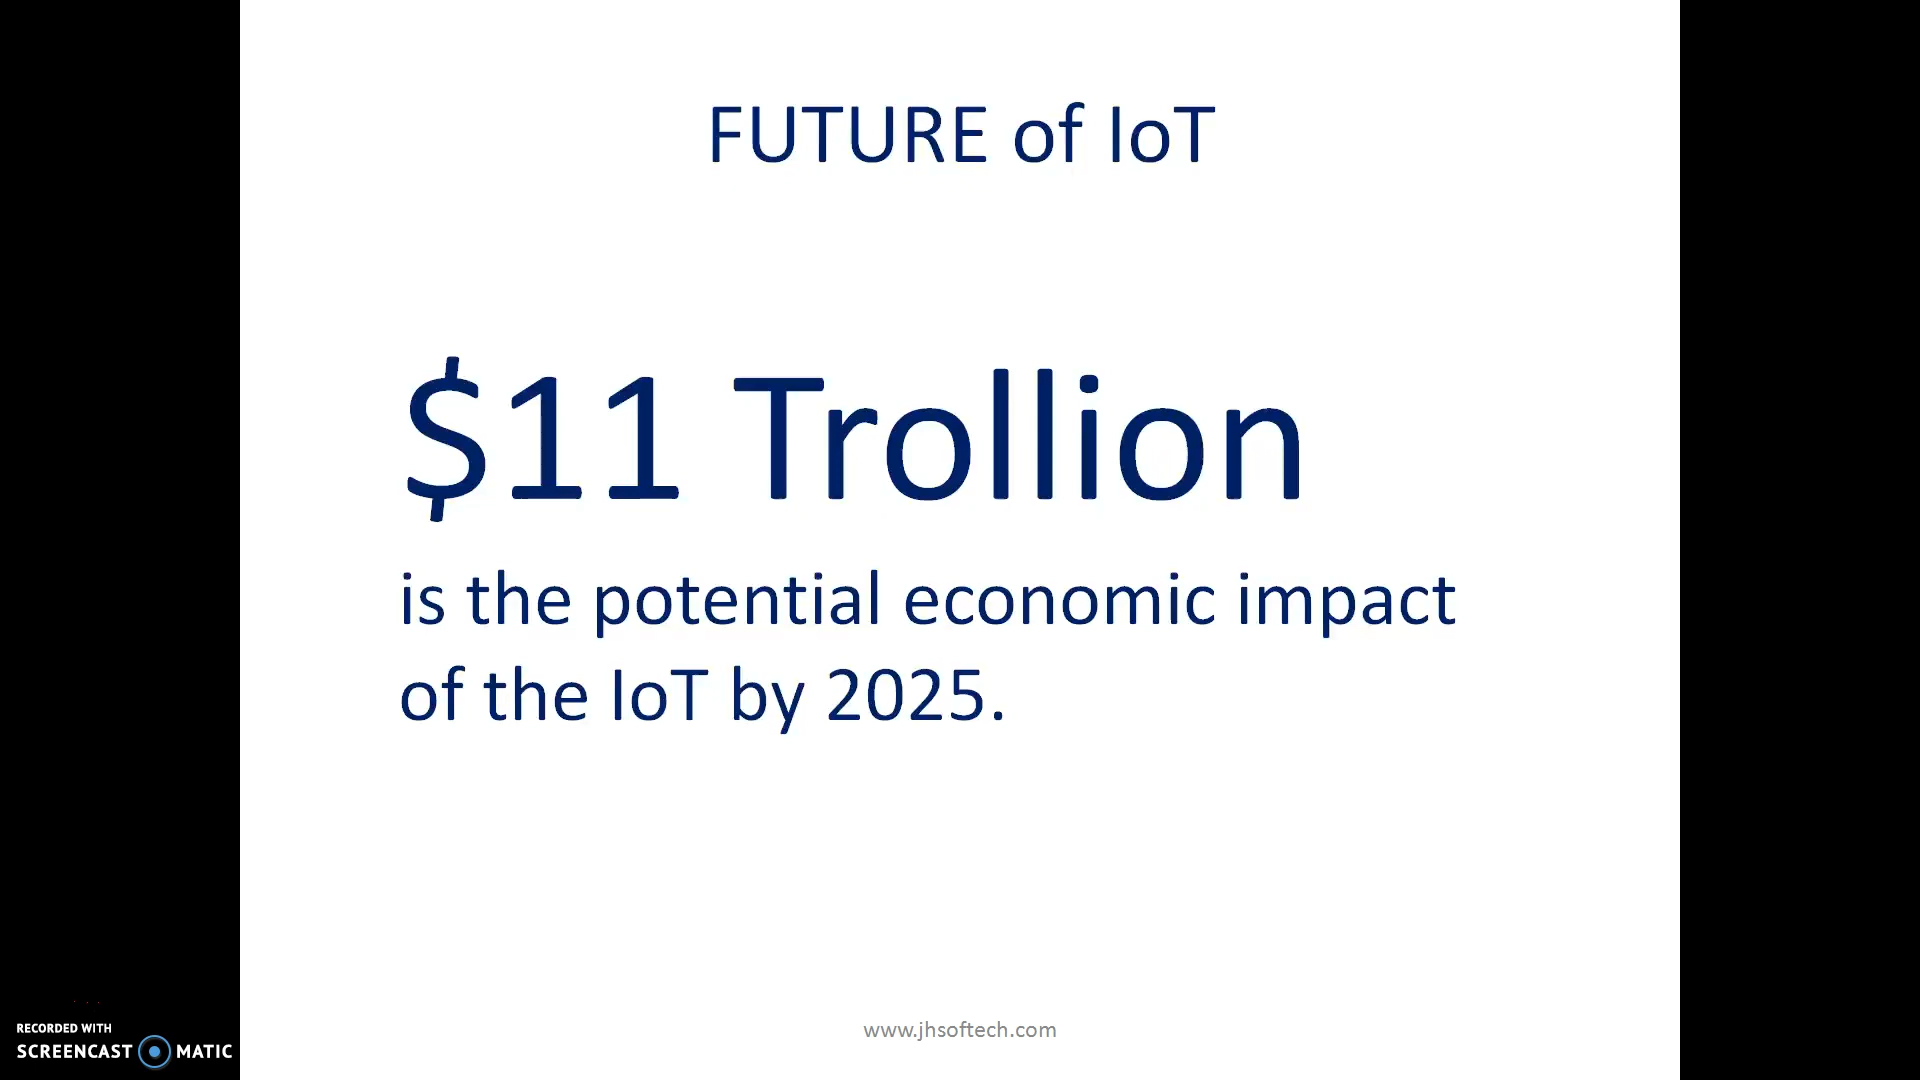 FUTURE of IoT
$11 Trollion
is the potential economic impact
of the IoT by 2025.
www.jhsoftech.com
RECORDED WITH
SCREENCAST MATIC